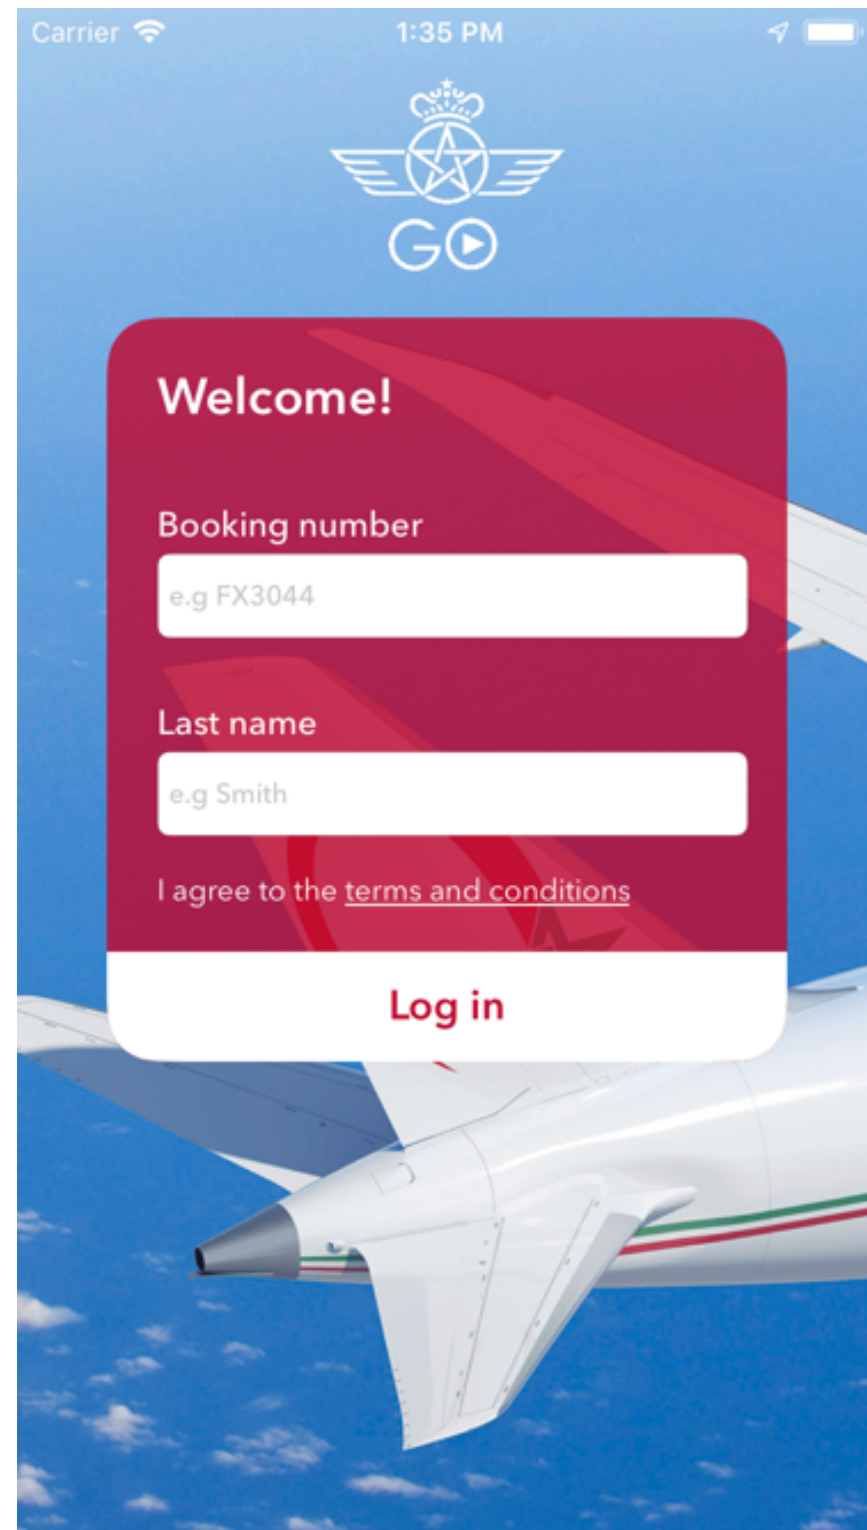 Carrier 1:35 PM
GO
Welcome!
Booking number
e.g FX3044
Last name
e.g Smith
I agree to the terms and conditions
Log in